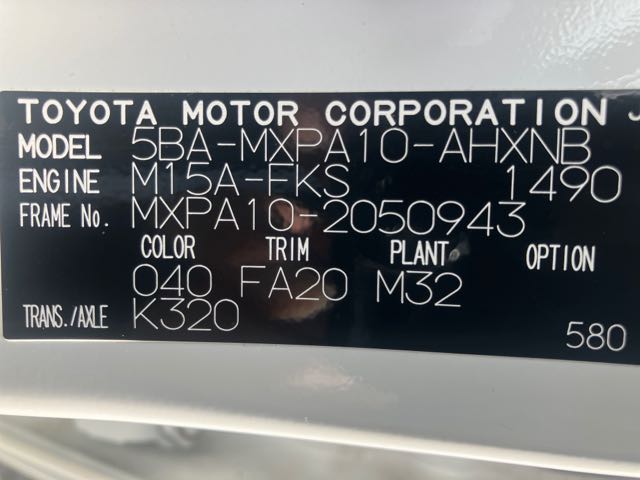 TOYOTA MOTOR CORPORATION J
MODEL 5BA-MXPA10-AHXNB
ENGINE M15A-FKS 1490
FRAME No. MXPA10-2050943
COLOR TRIM PLANT OPTION
040 FA20 M32
TRANS./AXLE K320
580